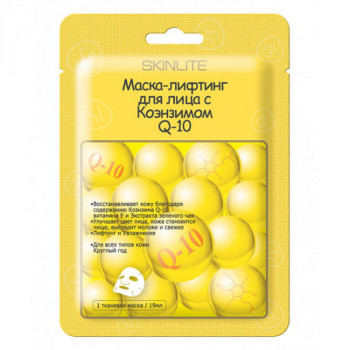 SKINLITE
Маска-лифтинг
для лица с
Коэнзимом
Q-10
Q-10
•Восстанавливает кожу благодаря
содержанию Коэнзима Q-10,
витамина Е и Экстракта зеленого чая
•Улучшает цвет лица, кожа становится
чище, выглядит моложе и свежее
•Лифтинг и Увлажнение
Q-10
•Для всех типов кожи
Круглый год
1 тканевая маска / 19мл